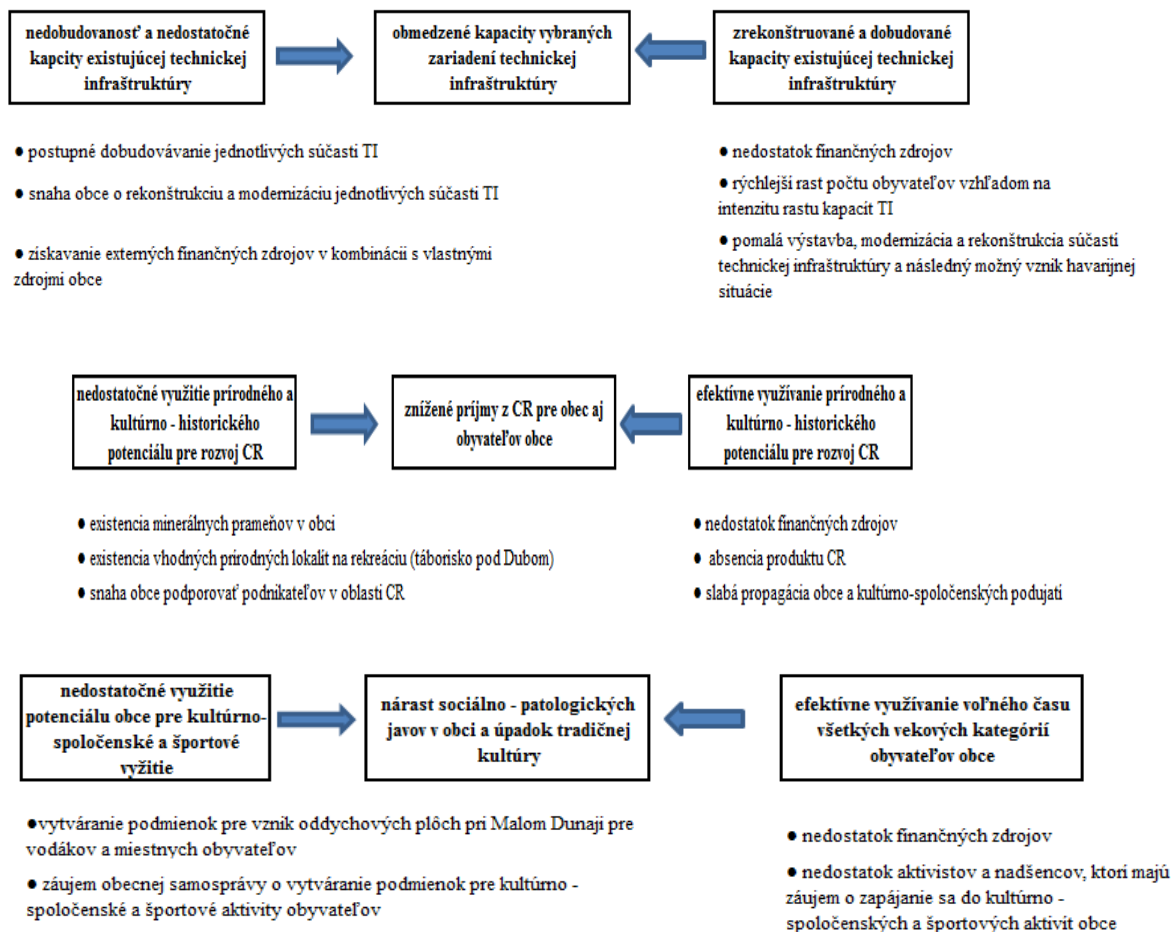 nedobudovanosť a nedostatočné
kapcity existujúcej technickej
infraštruktúry
obmedzené kapacity vybraných
zariadení technickej
infraštruktúry
zrekonštruované a dobudované
kapacity existujúcej technickej
infraštruktúry
● postupné dobudovávanie jednotlivých súčastí TI
● snaha obce o rekonštrukciu a modernizáciu jednotlivých súčastí TI
● získavanie externých finančných zdrojov v kombinácii s vlastnými
zdrojmi obce
● nedostatok finančných zdrojov
● rýchlejší rast počtu obyvateľov vzhľadom na
intenzitu rastu kapacít TI
● pomalá výstavba, modernizácia a rekonštrukcia súčastí
technickej infraštruktúry a následný možný vznik havarijnej
situácie
nedostatočné využitie prírodného a
kultúrno - historického
potenciálu pre rozvoj CR
znížené príjmy z CR pre obec aj
obyvateľov obce
efektívne využívanie prírodného a
kultúrno - historického
potenciálu pre rozvoj CR
● existencia minerálnych prameňov v obci
● existencia vhodných prírodných lokalít na rekreáciu (táborisko pod Dubom)
● snaha obce podporovať podnikateľov v oblasti CR
● nedostatok finančných zdrojov
● absencia produktu CR
● slabá propagácia obce a kultúrno-spoločenských podujatí
nedostatočné využitie
potenciálu obce pre kultúrno-
spoločenské a športové
vyžitie
nárast sociálno - patologických
javov v obci a úpadok tradičnej
kultúry
efektívne využívanie voľného času
všetkých vekových kategórií
obyvateľov obce
●vytváranie podmienok pre vznik oddychových plôch pri Malom Dunaji pre
vodákov a miestnych obyvateľov
● záujem obecnej samosprávy o vytváranie podmienok pre kultúrno -
spoločenské a športové aktivity obyvateľov
● nedostatok finančných zdrojov
● nedostatok aktivistov a nadšencov, ktorí majú
záujem o zapájanie sa do kultúrno -
spoločenských a športových aktivít obce